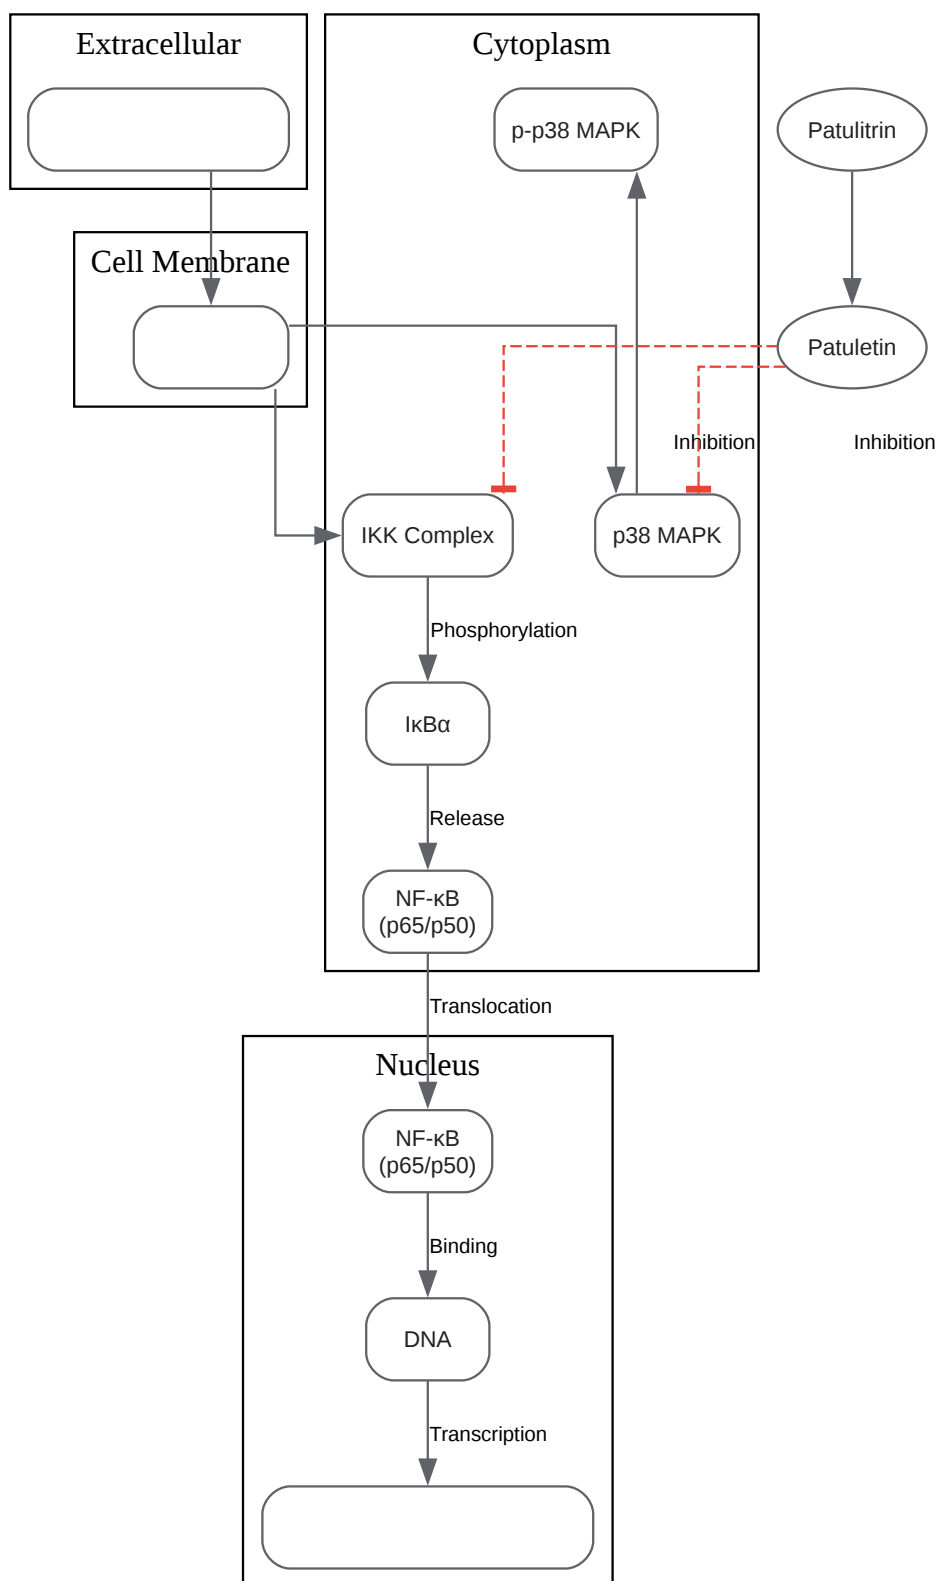 Extracellular
Cytoplasm
p-p38 MAPK
Patulitrin
Cell Membrane
Patuletin
Inhibition
Inhibition
IKK Complex
p38 MAPK
Phosphorylation
IκBα
Release
NF-κB
(p65/p50)
Translocation
Nucleus
NF-κB
(p65/p50)
Binding
DNA
Transcription